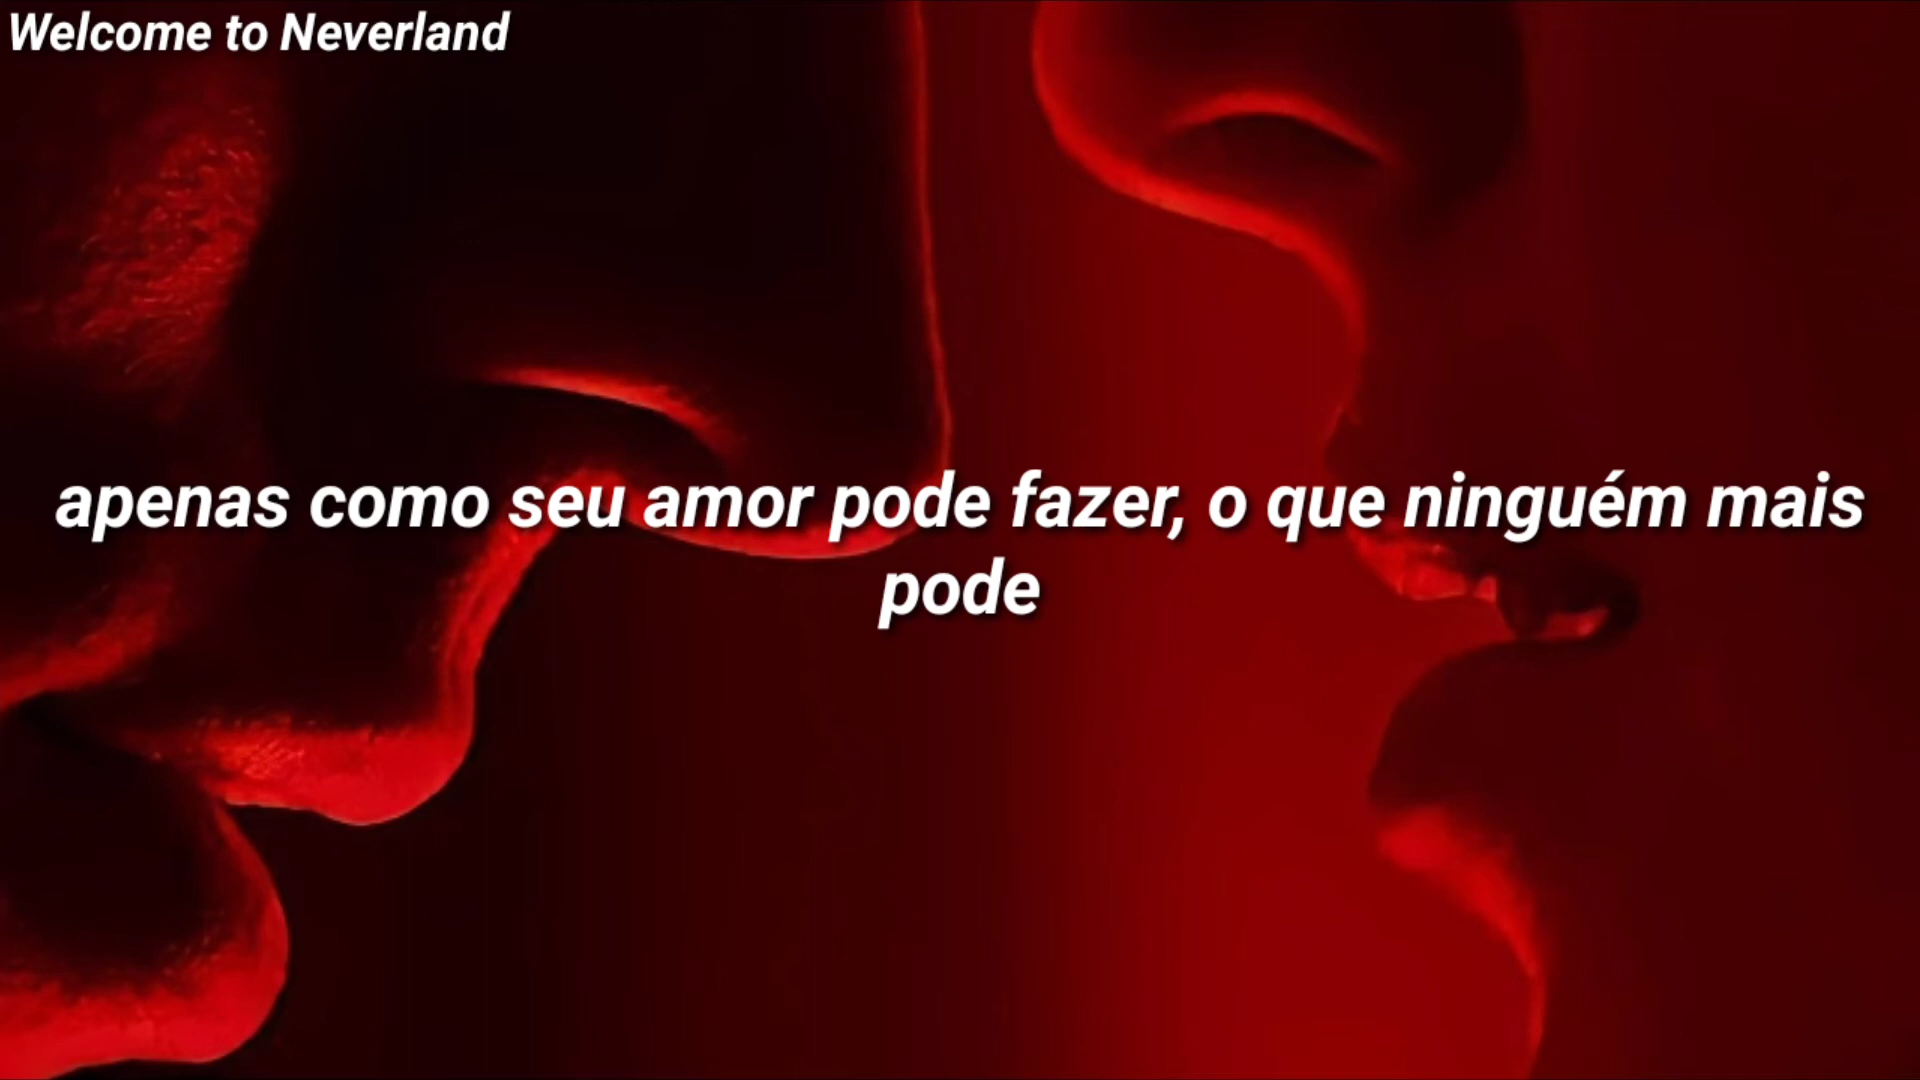 Welcome to Neverland
apenas como seu amor pode fazer, o que ninguém mais
pode